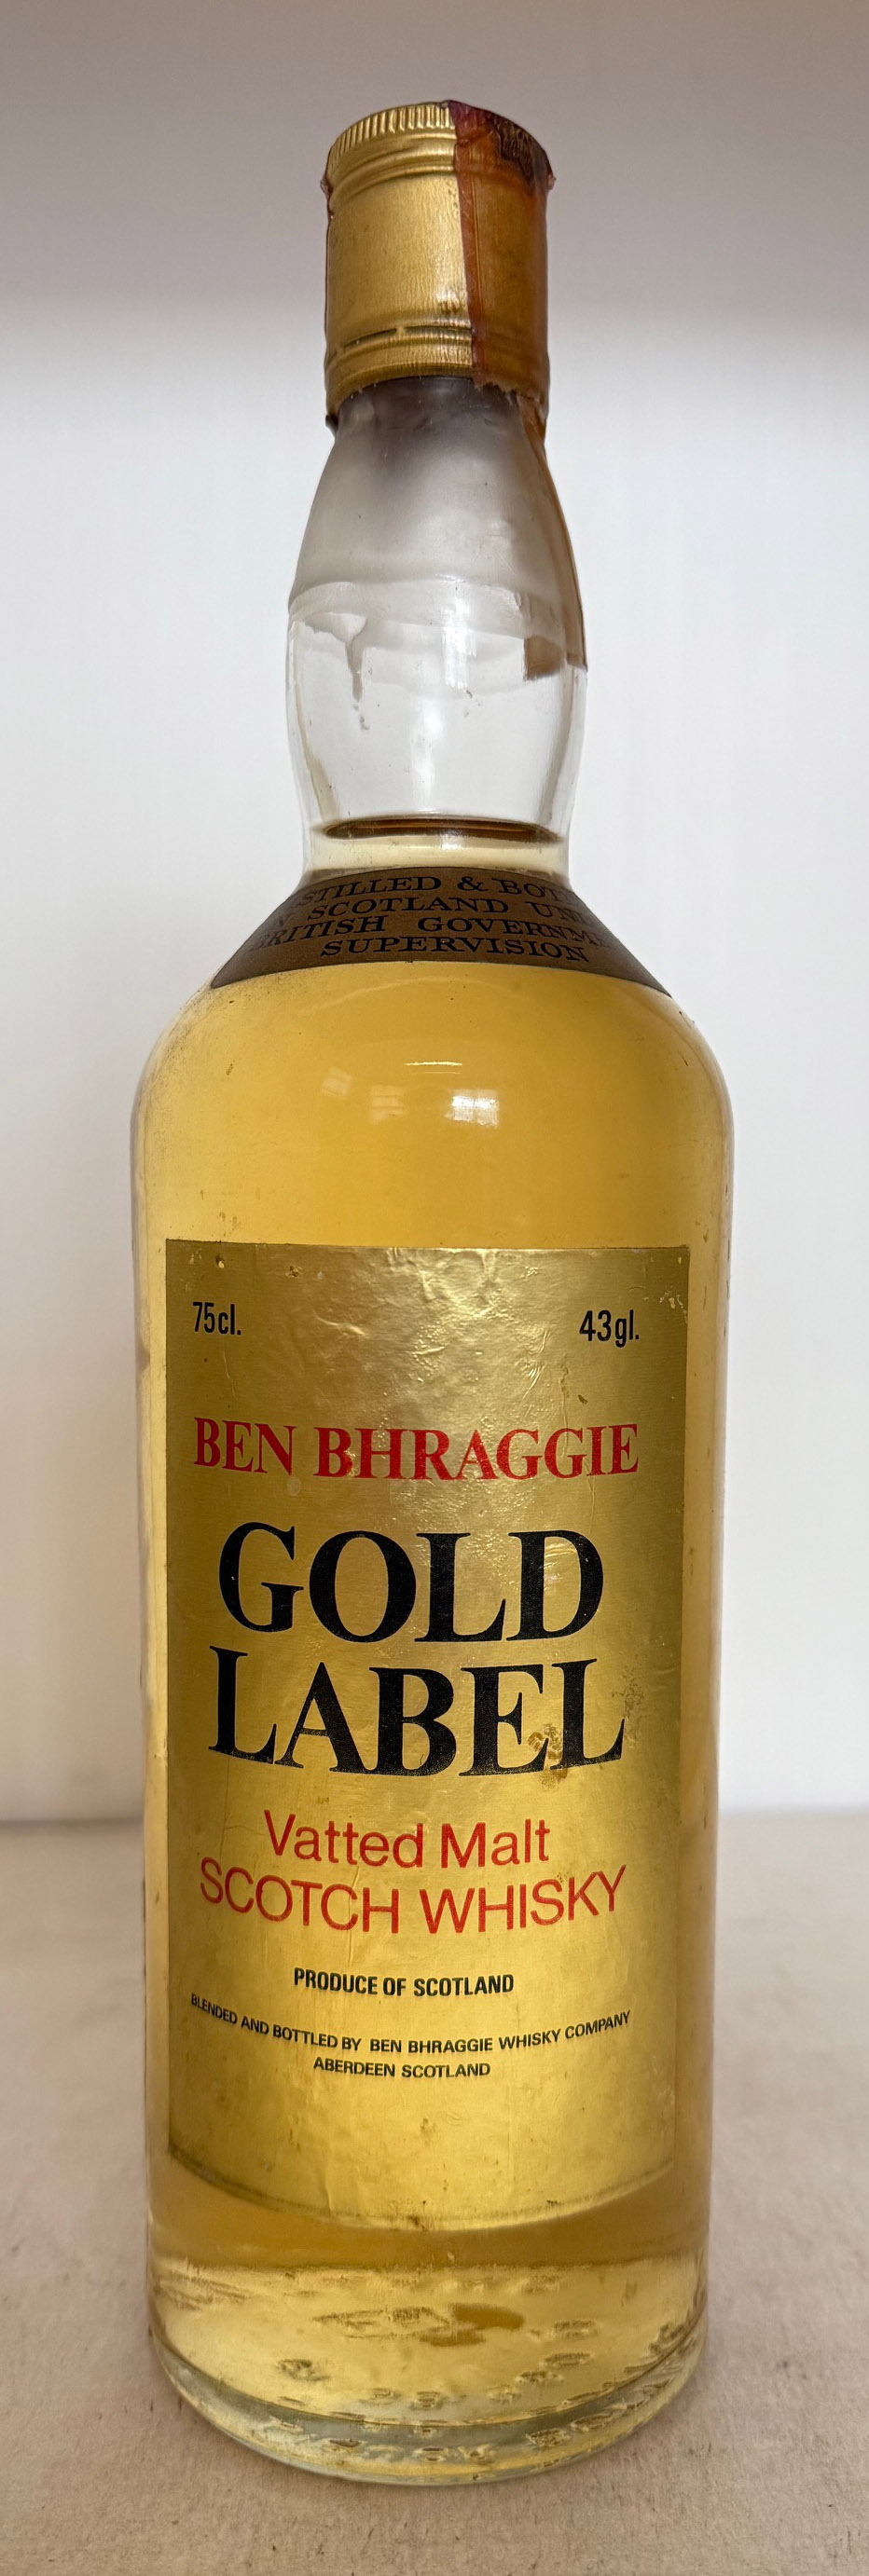 STILLED & BOT
N SCOTLAND UN
BRITISH GOVERNM
SUPERVISION
75cl. 43gl.
BEN BHRAGGIE
GOLD
LABEL
Vatted Malt
SCOTCH WHISKY
PRODUCE OF SCOTLAND
BLENDED AND BOTTLED BY BEN BHRAGGIE WHISKY COMPANY
ABERDEEN SCOTLAND